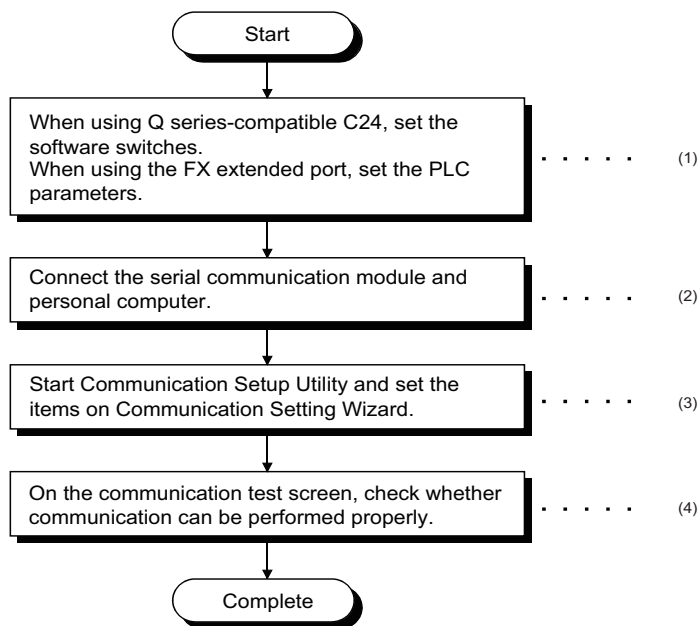 Start
When using Q series-compatible C24, set the
software switches.
When using the FX extended port, set the PLC
parameters.
(1)
Connect the serial communication module and
personal computer.
(2)
Start Communication Setup Utility and set the
items on Communication Setting Wizard.
(3)
On the communication test screen, check whether
communication can be performed properly.
(4)
Complete